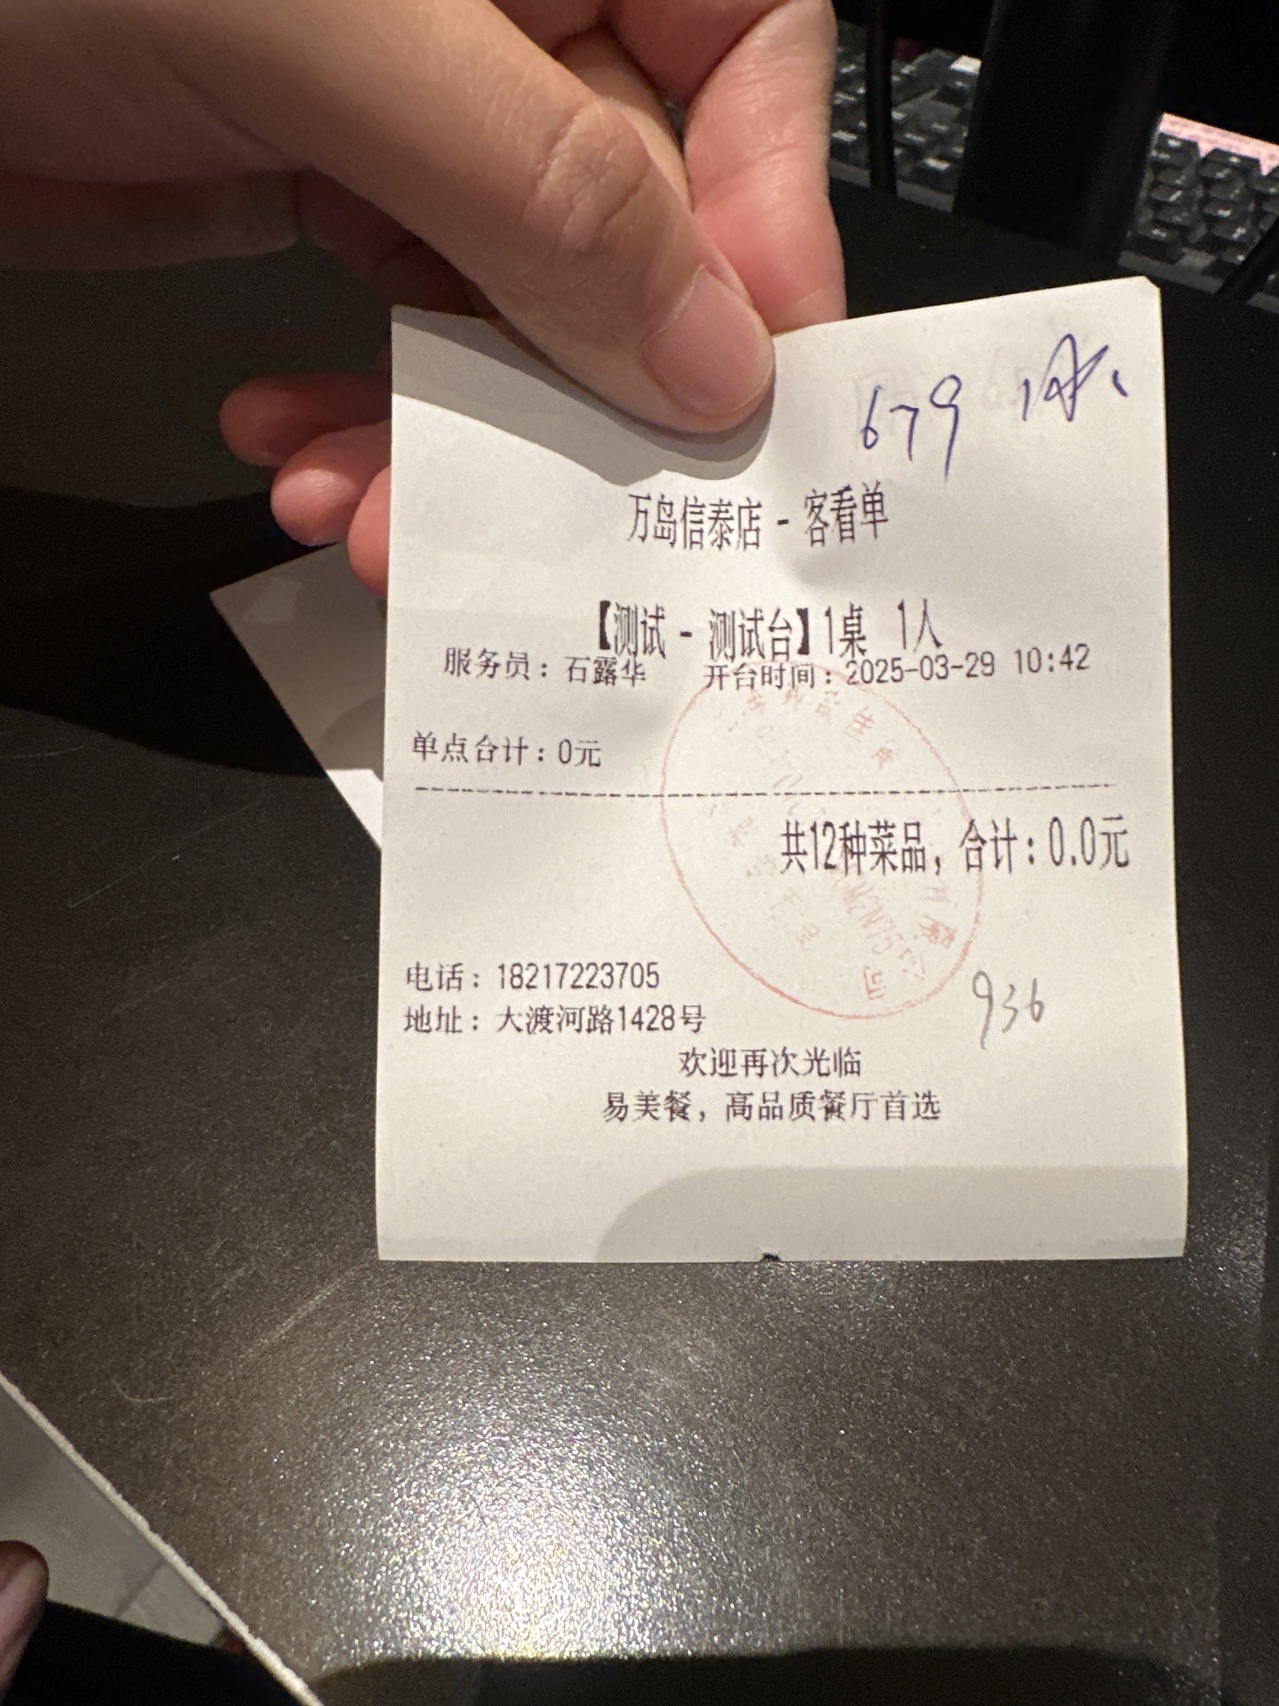 679
万岛信泰店 - 客看单
【测试 - 测试台】1桌 1人
服务员：石露华 开台时间：2025-03-29 10:42
单点合计：0元
共12种菜品，合计：0.0元
电话：18217223705
地址：大渡河路1428号
936
欢迎再次光临
易美餐，高品质餐厅首选